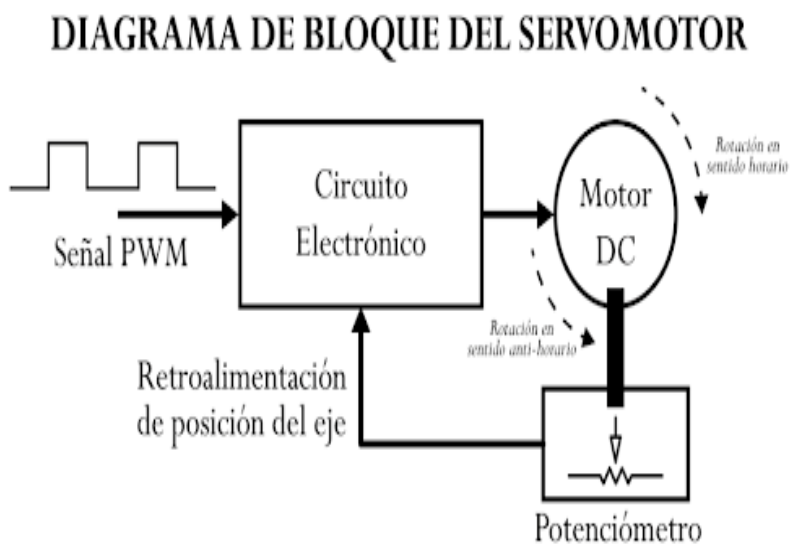 DIAGRAMA DE BLOQUE DEL SERVOMOTOR
Señal PWM
Circuito
Electrónico
Motor
DC
Rotación en
sentido horario
Rotación en
sentido anti-horario
Retroalimentación
de posición del eje
Potenciómetro